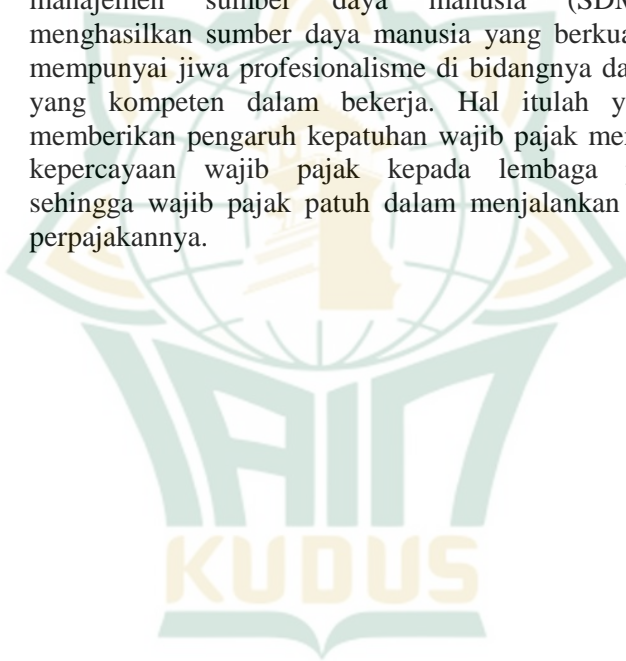 manajemen sumber daya manusia (SDM
menghasilkan sumber daya manusia yang berkua
mempunyai jiwa profesionalisme di bidangnya da
yang kompeten dalam bekerja. Hal itulah y
memberikan pengaruh kepatuhan wajib pajak me
kepercayaan wajib pajak kepada lembaga
sehingga wajib pajak patuh dalam menjalankan
perpajakannya.
IAIN
KUDUS